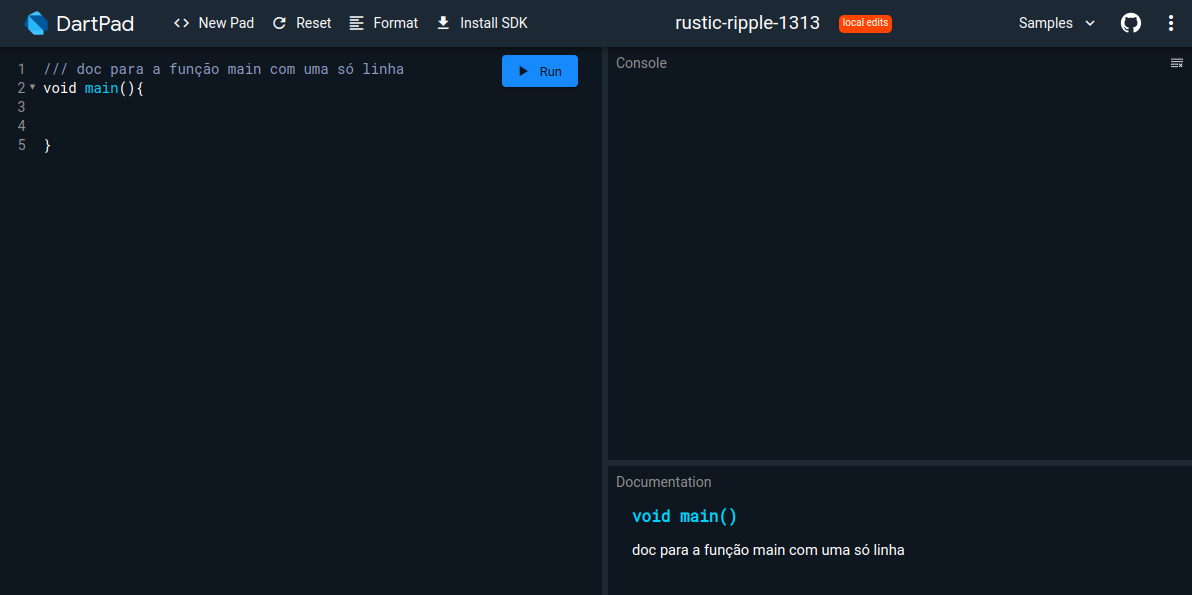 DartPad New Pad Reset Format Install SDK rustic-ripple-1313 local edits Samples
1 /// doc para a função main com uma só linha
2 void main(){
3
4
5 }
Run
Console
Documentation
void main()
doc para a função main com uma só linha